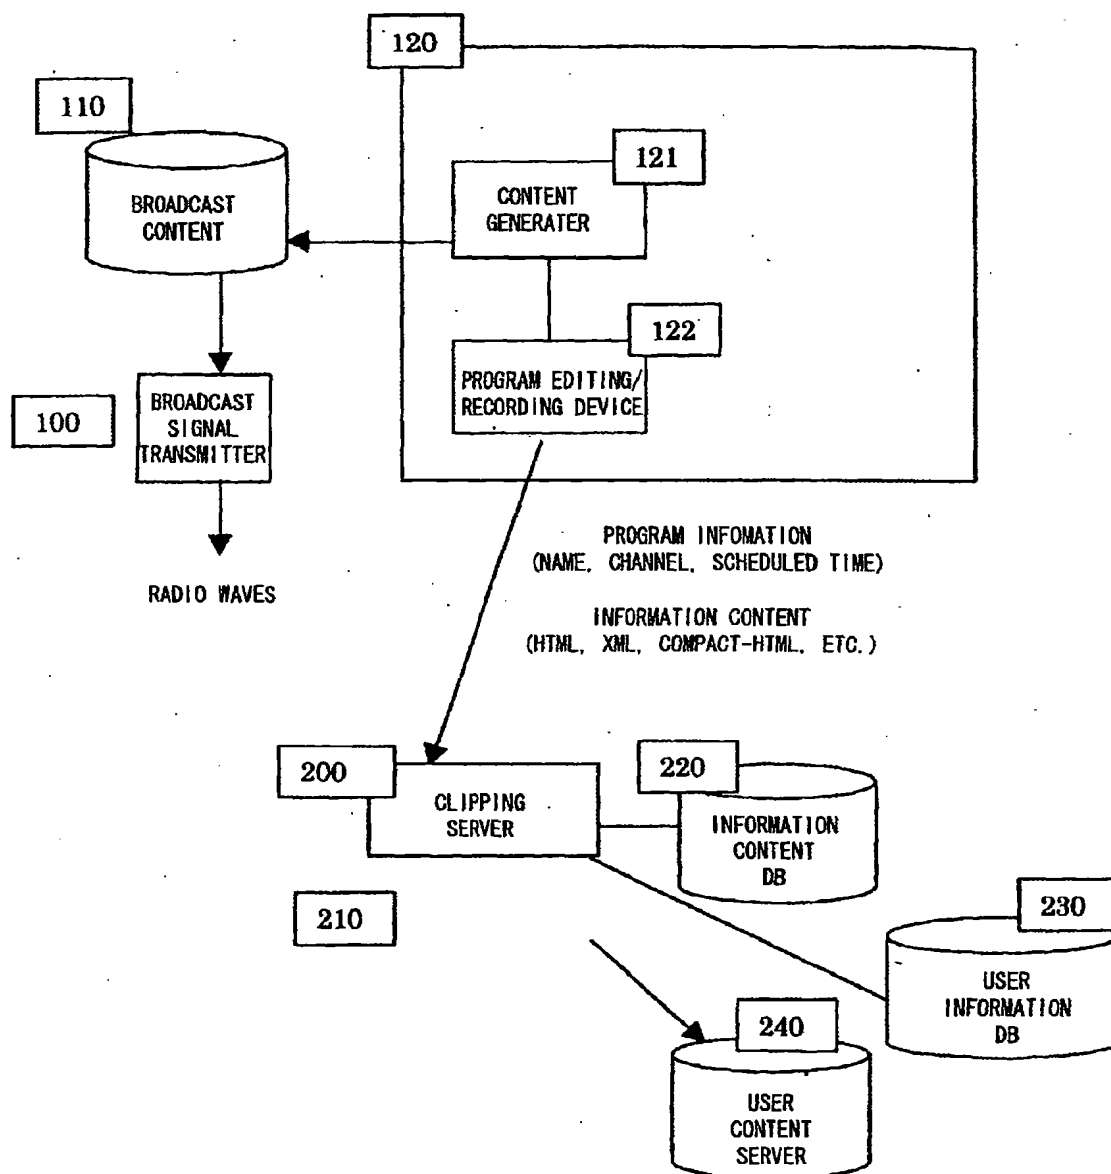 120
110
121
BROADCAST
CONTENT
CONTENT
GENERATER
122
PROGRAM EDITING/
RECORDING DEVICE
100
BROADCAST
SIGNAL
TRANSMITTER
RADIO WAVES
PROGRAM INFOMATION
(NAME, CHANNEL, SCHEDULED TIME)
INFORMATION CONTENT
(HTML, XML, COMPACT-HTML, ETC.)
200
CLIPPING
SERVER
220
INFORMATION
CONTENT
DB
210
230
USER
INFORMATION
DB
240
USER
CONTENT
SERVER